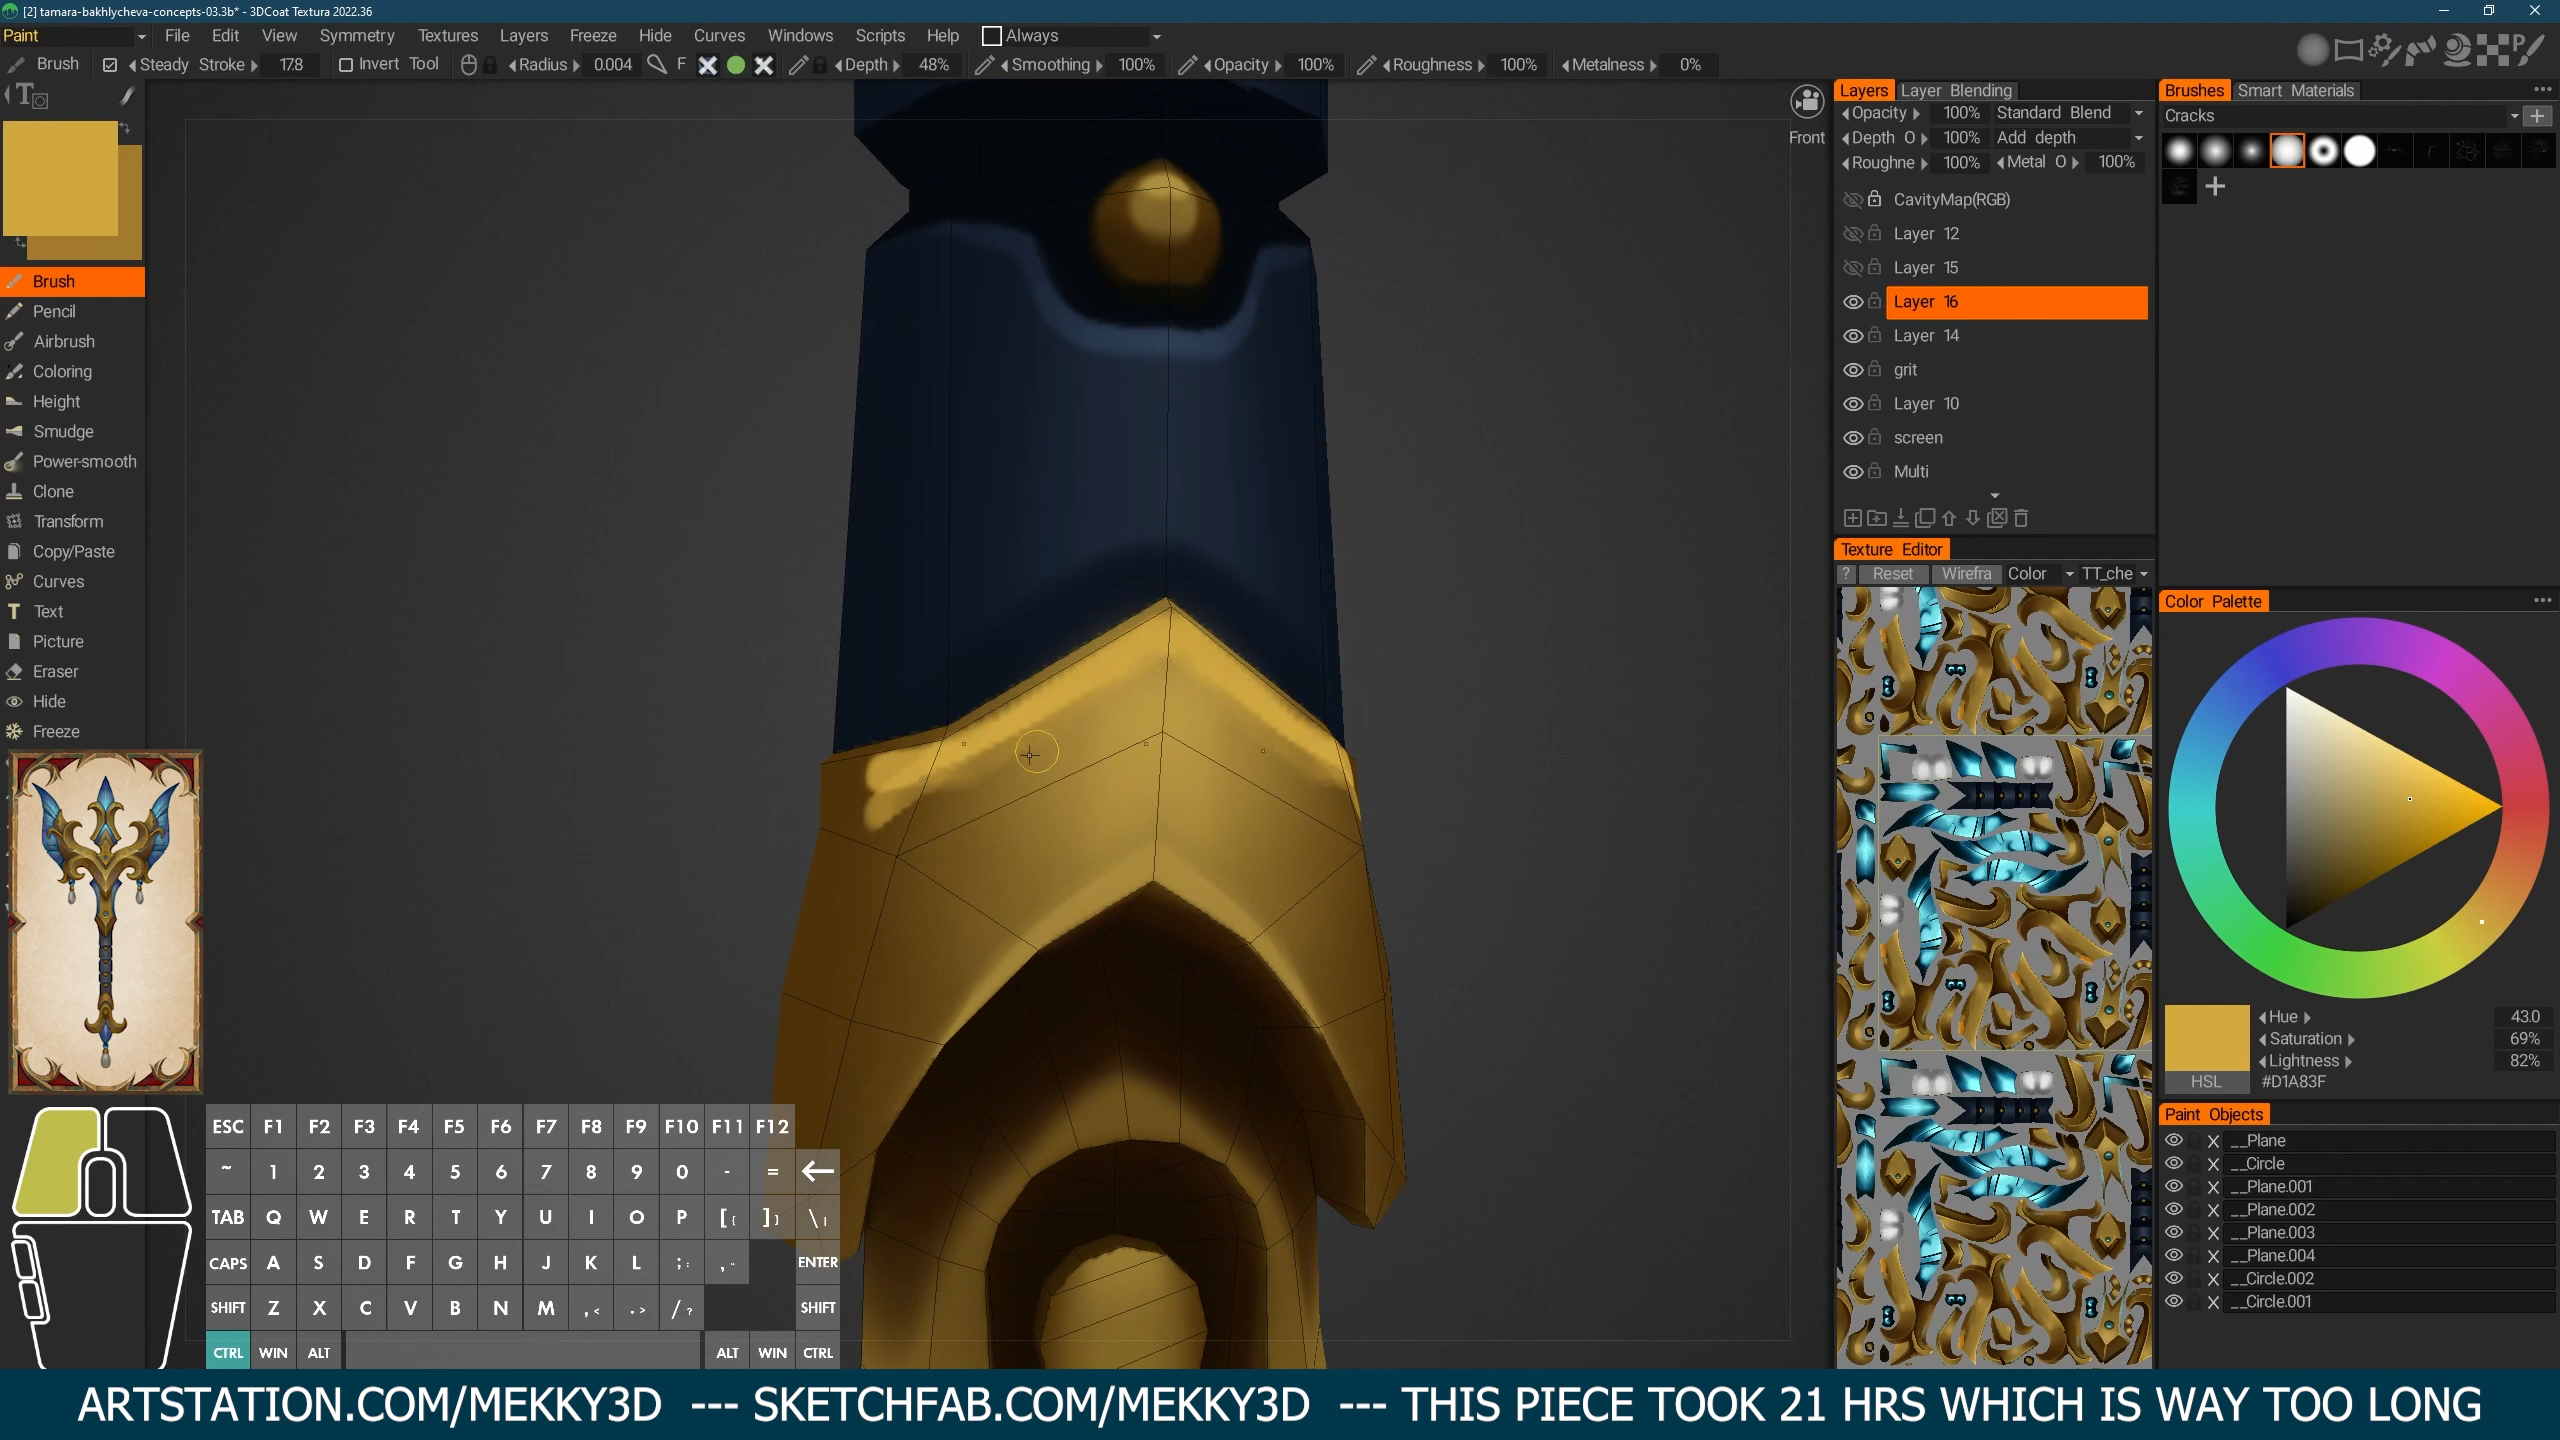 [2] tamara-bakhlycheva-concepts-03.3b* - 3DCoat Textura 2022.36
Paint File Edit View Symmetry Textures Layers Freeze Hide Curves Windows Scripts Help Always
Brush Steady Stroke 17.8 Invert Tool Radius 0.004 F Depth 48% Smoothing 100% Opacity 100% Roughness 100% Metalness 0%
Brush
Pencil
Airbrush
Coloring
Height
Smudge
Power-smooth
Clone
Transform
Copy/Paste
Curves
Text
Picture
Eraser
Hide
Freeze
Front
Layers Layer Blending
Opacity 100% Standard Blend
Depth O 100% Add depth
Roughne 100% Metal O 100%
CavityMap(RGB)
Layer 12
Layer 15
Layer 16
Layer 14
grit
Layer 10
screen
Multi
Texture Editor
? Reset Wirefra Color TT_che
Brushes Smart Materials
Cracks
Color Palette
Hue 43.0
Saturation 69%
Lightness 82%
HSL #D1A83F
Paint Objects
X __Plane
X __Circle
X __Plane.001
X __Plane.002
X __Plane.003
X __Plane.004
X __Circle.002
X __Circle.001
ESC F1 F2 F3 F4 F5 F6 F7 F8 F9 F10 F11 F12
~ 1 2 3 4 5 6 7 8 9 0 - = ←
TAB Q W E R T Y U I O P [ { ] } \ |
CAPS A S D F G H J K L ; : , " ENTER
SHIFT Z X C V B N M , < . > / ? SHIFT
CTRL WIN ALT ALT WIN CTRL
ARTSTATION.COM/MEKKY3D --- SKETCHFAB.COM/MEKKY3D --- THIS PIECE TOOK 21 HRS WHICH IS WAY TOO LONG